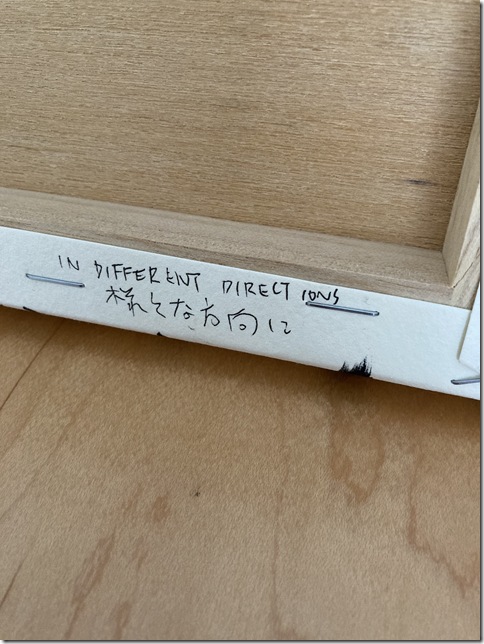 IN DIFFERENT DIRECTIONS
様々な方向に